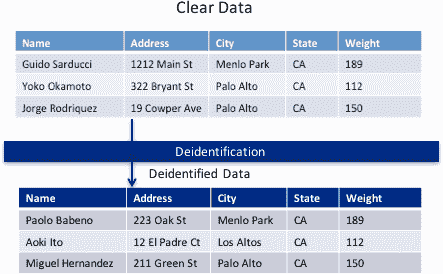 Clear Data
Name Address City State Weight
Guido Sarducci 1212 Main St Menlo Park CA 189
Yoko Okamoto 322 Bryant St Palo Alto CA 112
Jorge Rodriquez 19 Cowper Ave Palo Alto CA 150
Deidentification
Deidentified Data
Name Address City State Weight
Paolo Babeno 223 Oak St Menlo Park CA 189
Aoki Ito 12 El Padre Ct Los Altos CA 112
Miguel Hernandez 211 Green St Palo Alto CA 150